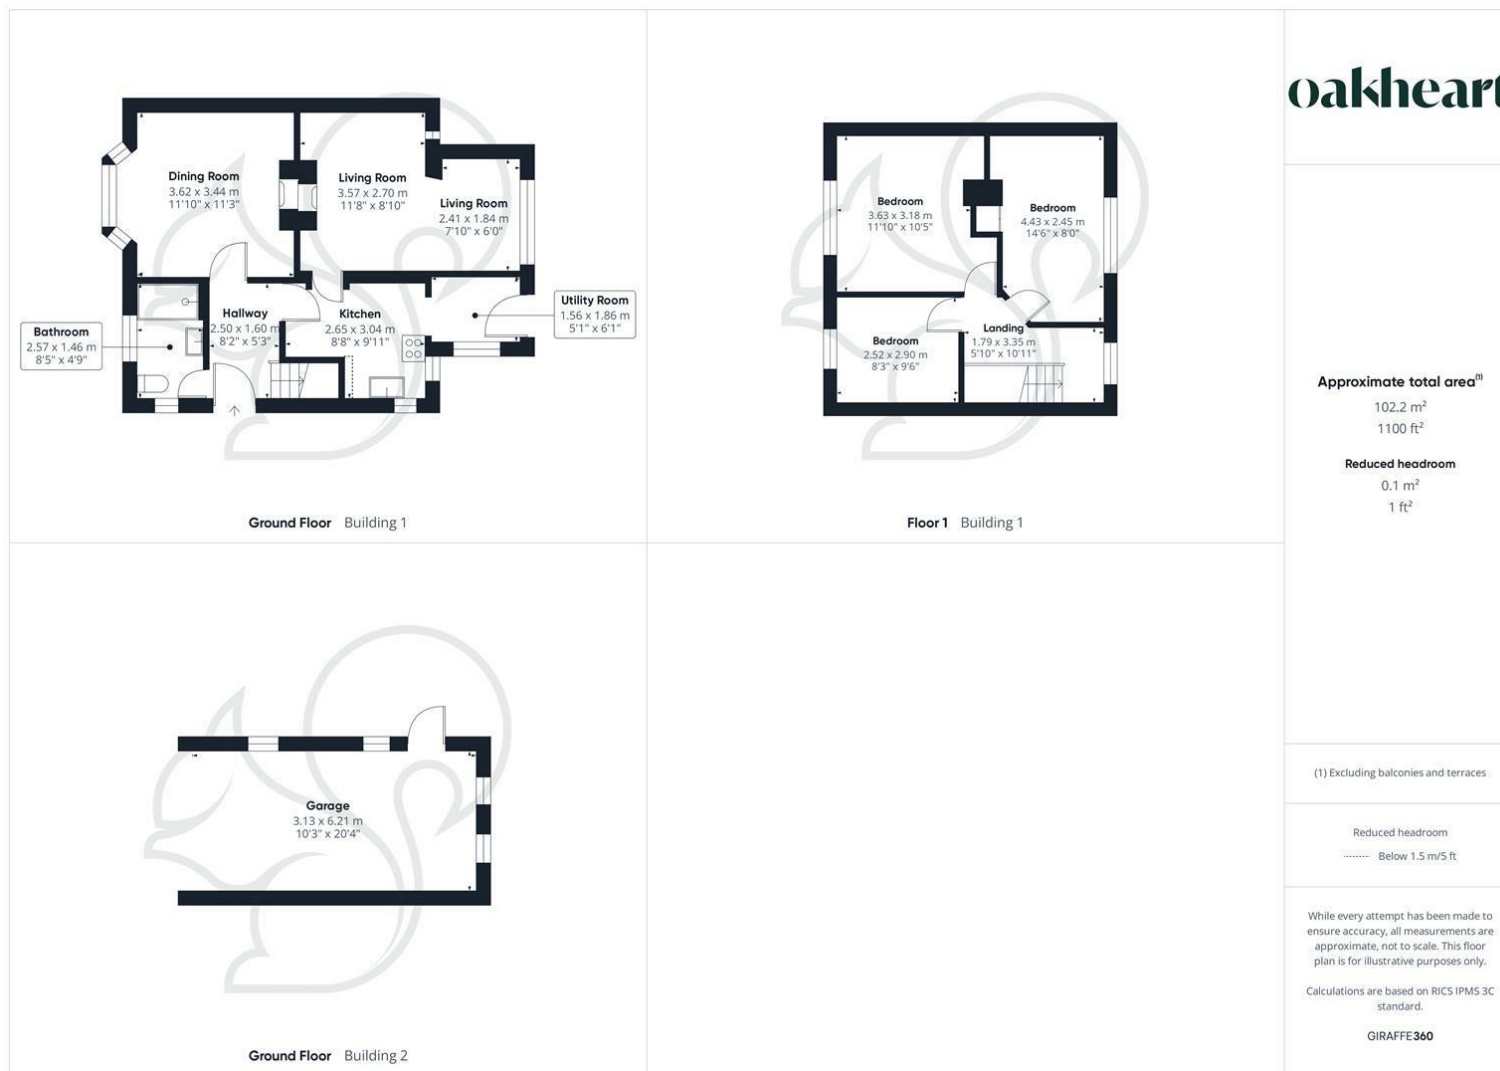 Dining Room
3.62 x 3.44 m
11'10" x 11'3"
Living Room
3.57 x 2.70 m
11'8" x 8'10"
Living Room
2.41 x 1.84 m
7'10" x 6'0"
Bathroom
2.57 x 1.46 m
8'5" x 4'9"
Hallway
2.50 x 1.60 m
8'2" x 5'3"
Kitchen
2.65 x 3.04 m
8'8" x 9'11"
Utility Room
1.56 x 1.86 m
5'1" x 6'1"
Ground Floor Building 1
Bedroom
3.63 x 3.18 m
11'10" x 10'5"
Bedroom
4.43 x 2.45 m
14'6" x 8'0"
Bedroom
2.52 x 2.90 m
8'3" x 9'6"
Landing
1.79 x 3.35 m
5'10" x 10'11"
Floor 1 Building 1
Garage
3.13 x 6.21 m
10'3" x 20'4"
Ground Floor Building 2
oakheart
Approximate total area(1)
102.2 m²
1100 ft²
Reduced headroom
0.1 m²
1 ft²
(1) Excluding balconies and terraces
Reduced headroom
Below 1.5 m/5 ft
While every attempt has been made to
ensure accuracy, all measurements are
approximate, not to scale. This floor
plan is for illustrative purposes only.
Calculations are based on RICS IPMS 3C
standard.
GIRAFFE360